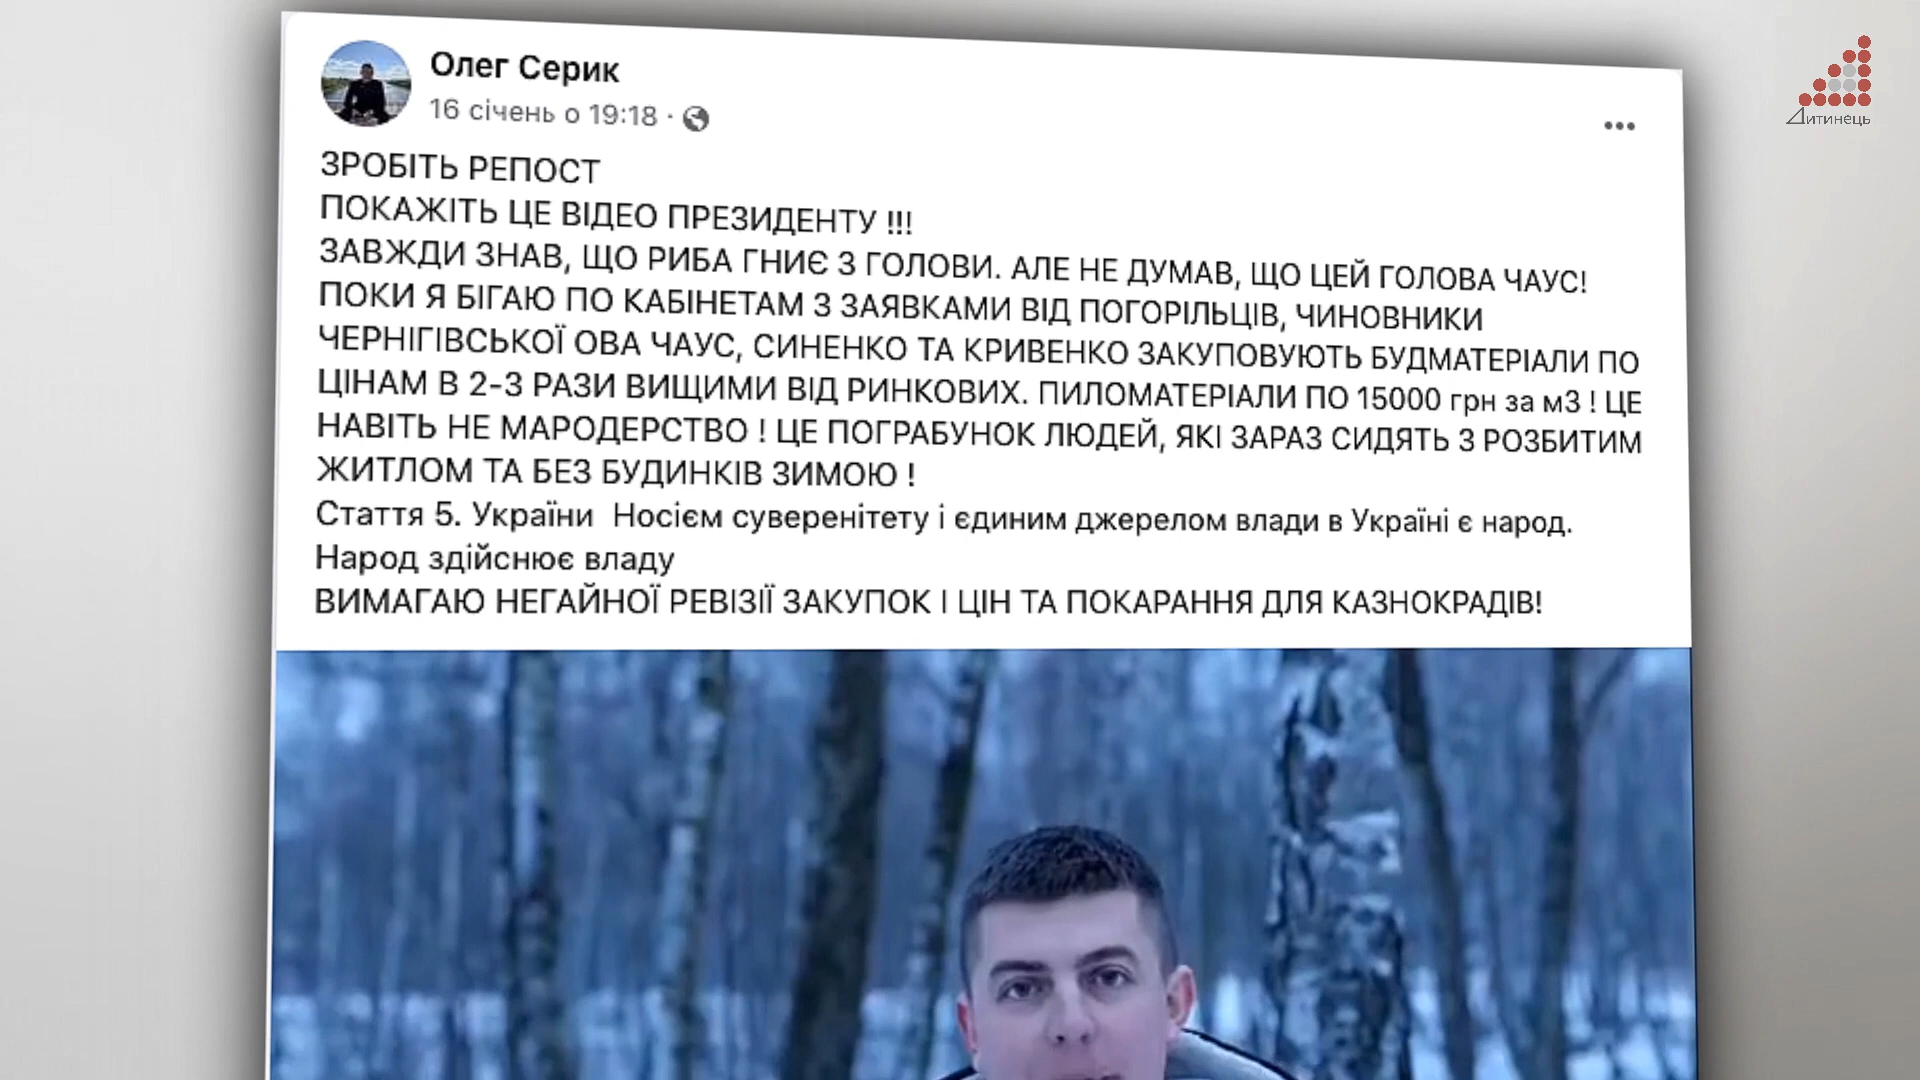 Олег Серик
16 січень о 19:18 ·
Дитинець
ЗРОБІТЬ РЕПОСТ
ПОКАЖІТЬ ЦЕ ВІДЕО ПРЕЗИДЕНТУ !!!
ЗАВЖДИ ЗНАВ, ЩО РИБА ГНИЄ З ГОЛОВИ. АЛЕ НЕ ДУМАВ, ЩО ЦЕЙ ГОЛОВА ЧАУС!
ПОКИ Я БІГАЮ ПО КАБІНЕТАМ З ЗАЯВКАМИ ВІД ПОГОРІЛЬЦІВ, ЧИНОВНИКИ
ЧЕРНІГІВСЬКОЇ ОВА ЧАУС, СИНЕНКО ТА КРИВЕНКО ЗАКУПОВУЮТЬ БУДМАТЕРІАЛИ ПО
ЦІНАМ В 2-3 РАЗИ ВИЩИМИ ВІД РИНКОВИХ. ПИЛОМАТЕРІАЛИ ПО 15000 грн за м3 ! ЦЕ
НАВІТЬ НЕ МАРОДЕРСТВО ! ЦЕ ПОГРАБУНОК ЛЮДЕЙ, ЯКІ ЗАРАЗ СИДЯТЬ З РОЗБИТИМ
ЖИТЛОМ ТА БЕЗ БУДИНКІВ ЗИМОЮ !
Стаття 5. України Носієм суверенітету і єдиним джерелом влади в Україні є народ.
Народ здійснює владу
ВИМАГАЮ НЕГАЙНОЇ РЕВІЗІЇ ЗАКУПОК І ЦІН ТА ПОКАРАННЯ ДЛЯ КАЗНОКРАДІВ!